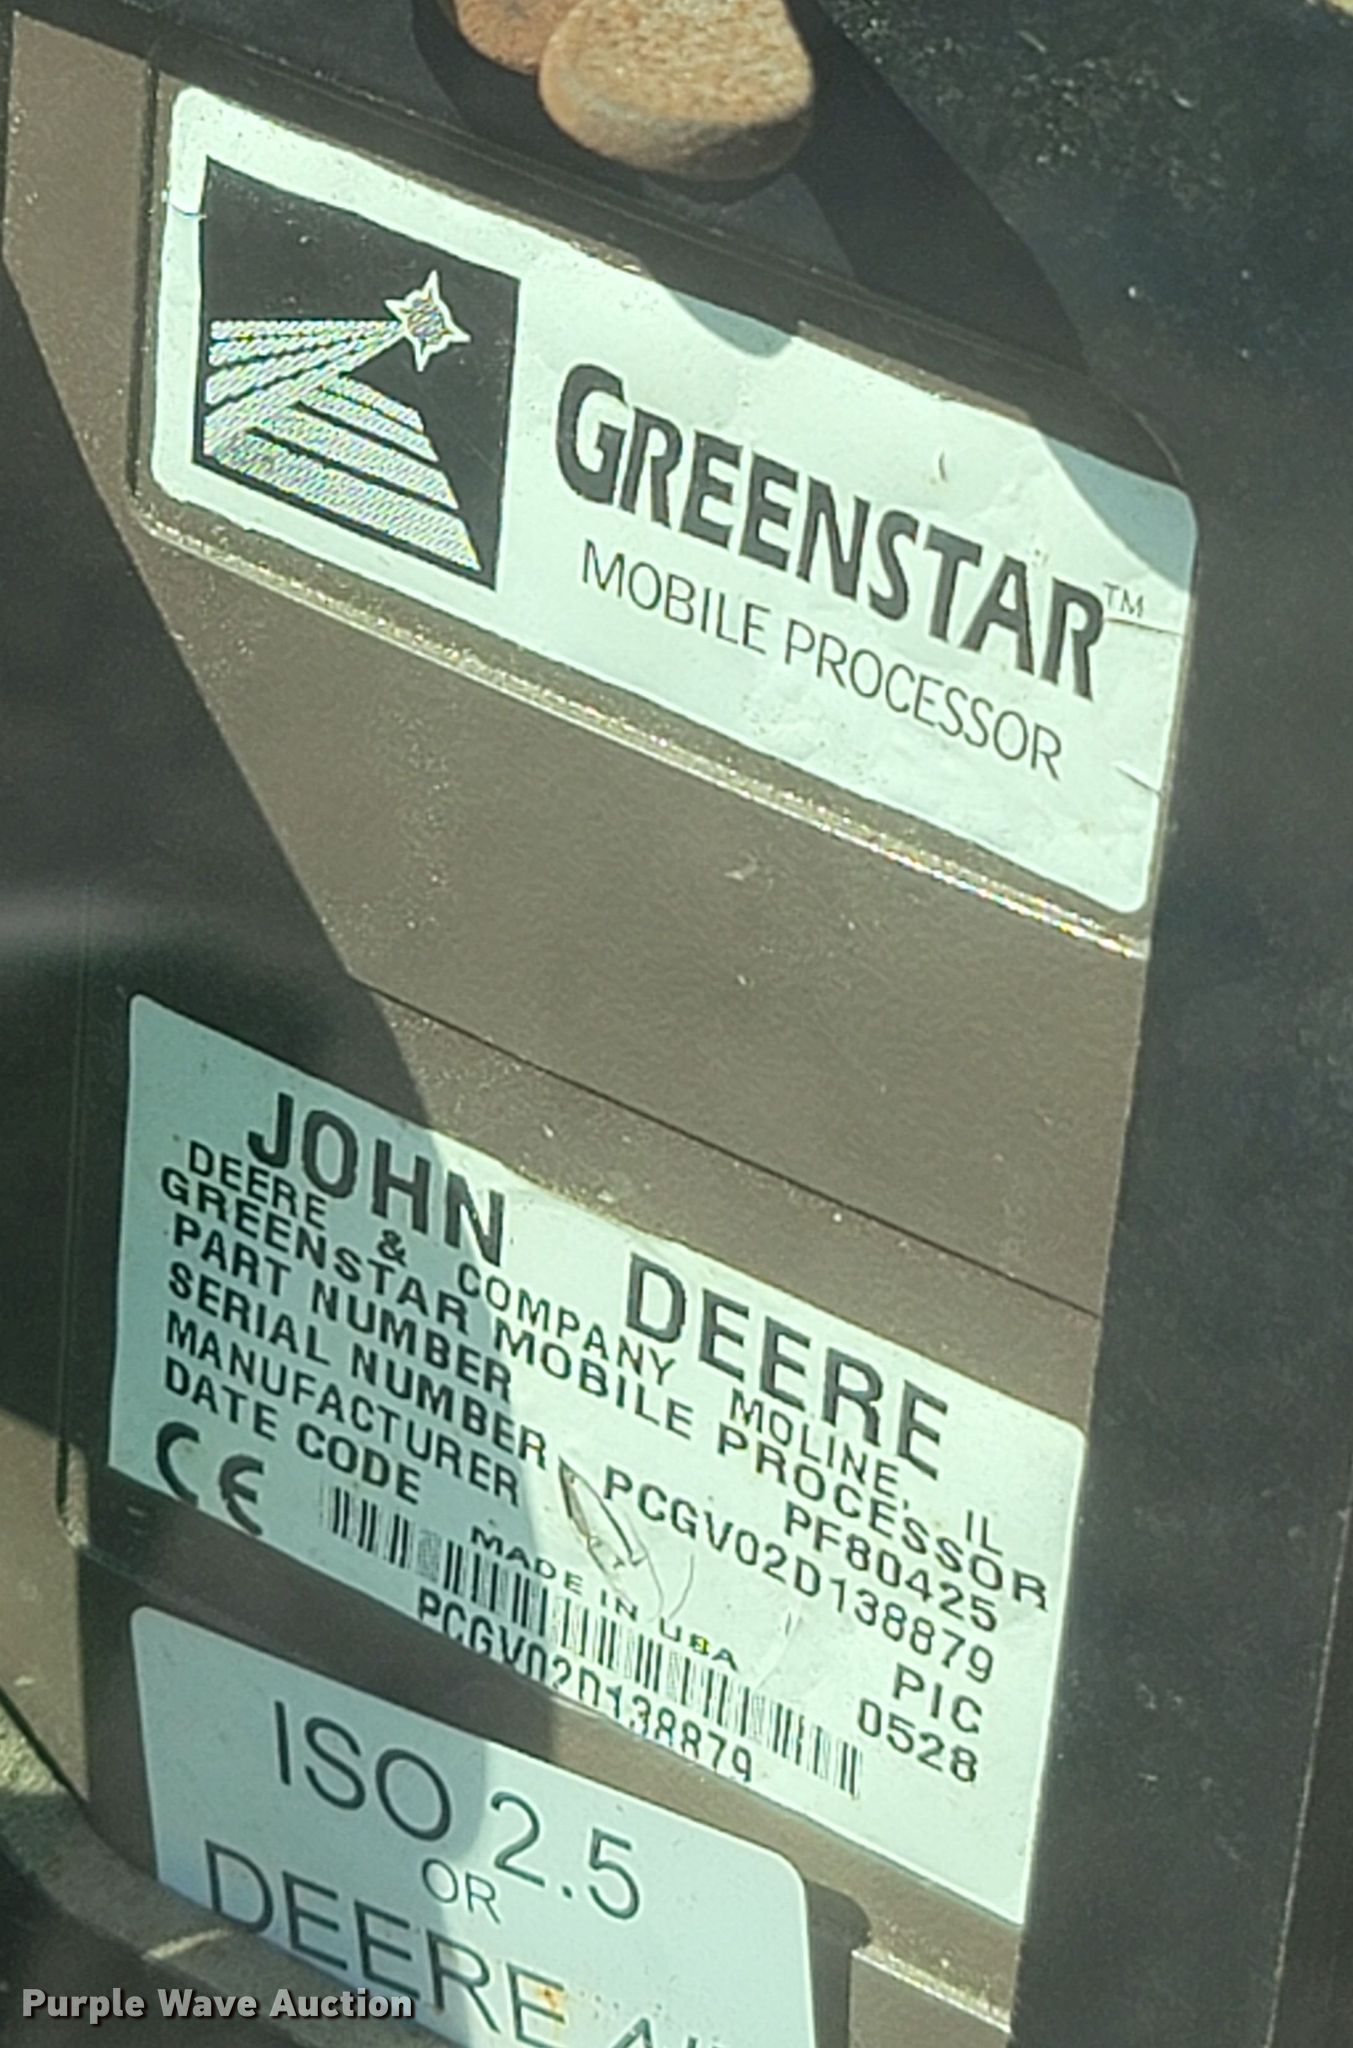 GREENSTAR™
MOBILE PROCESSOR
JOHN DEERE
DEERE & COMPANY MOLINE, IL
GREENSTAR MOBILE PROCESSOR
PART NUMBER PF80425
SERIAL NUMBER PCGV02D138879
MANUFACTURER PIC
DATE CODE 0528
CE MADE IN USA
PCGV02D138879
ISO 2.5
OR
DEERE
Purple Wave Auction